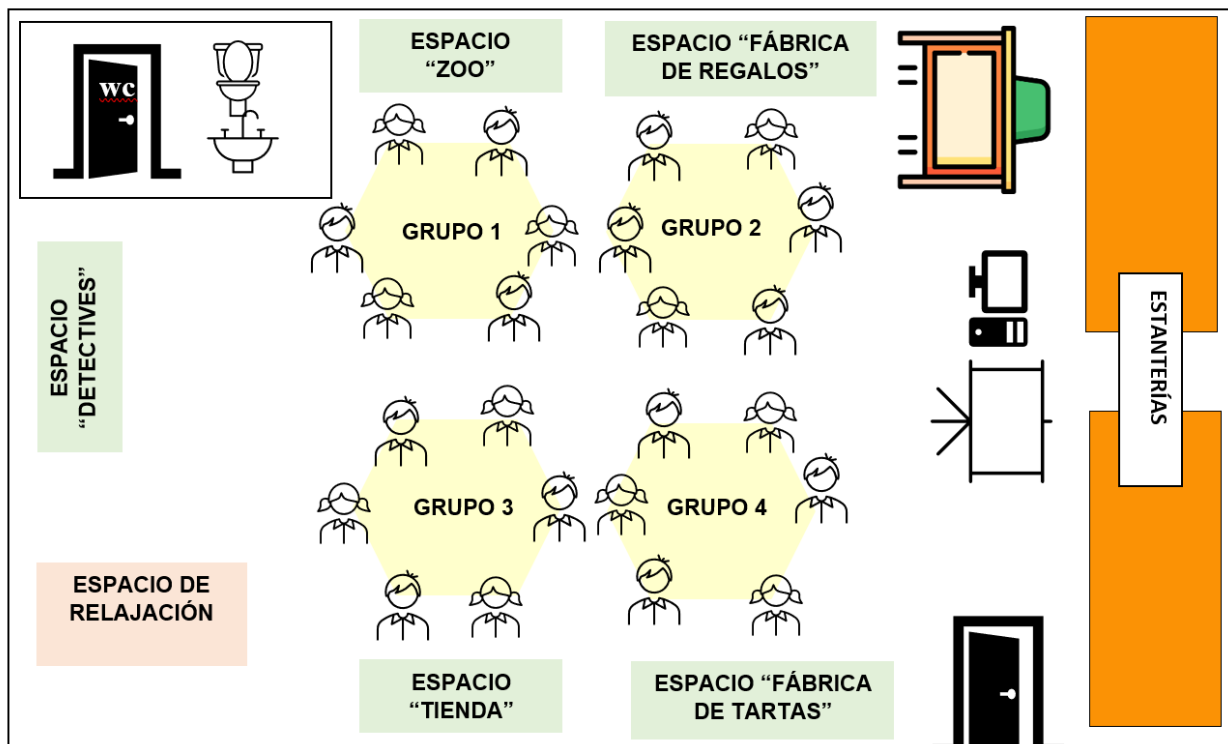 wc
ESPACIO
“ZOO”
ESPACIO “FÁBRICA
DE REGALOS”
GRUPO 1
GRUPO 2
ESPACIO
“DETECTIVES”
ESTANTERÍAS
GRUPO 3
GRUPO 4
ESPACIO DE
RELAJACIÓN
ESPACIO
“TIENDA”
ESPACIO “FÁBRICA
DE TARTAS”